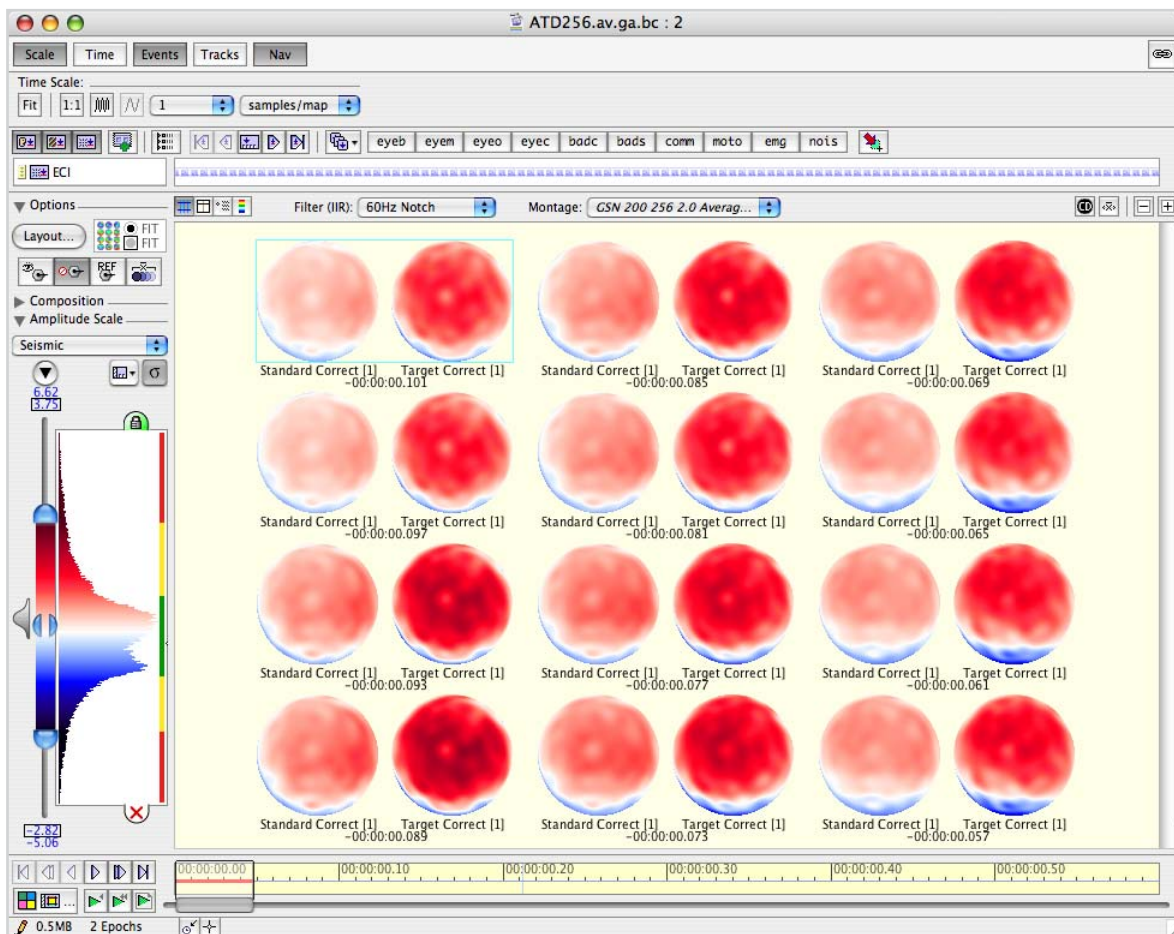 ATD256.av.ga.bc : 2
Scale Time Events Tracks Nav
Time Scale:
Fit 1:1 1 samples/map
eyeb eyem eyeo eyec badc bads comm moto emg nois
ECI
Options Filter (IIR): 60Hz Notch Montage: GSN 200 256 2.0 Averag...
Layout... FIT
FIT
REF
Composition
Amplitude Scale
Seismic
6.62
3.75
Standard Correct [1] Target Correct [1] Standard Correct [1] Target Correct [1] Standard Correct [1] Target Correct [1]
-00:00:00.101 -00:00:00.085 -00:00:00.069
Standard Correct [1] Target Correct [1] Standard Correct [1] Target Correct [1] Standard Correct [1] Target Correct [1]
-00:00:00.097 -00:00:00.081 -00:00:00.065
Standard Correct [1] Target Correct [1] Standard Correct [1] Target Correct [1] Standard Correct [1] Target Correct [1]
-00:00:00.093 -00:00:00.077 -00:00:00.061
Standard Correct [1] Target Correct [1] Standard Correct [1] Target Correct [1] Standard Correct [1] Target Correct [1]
-00:00:00.089 -00:00:00.073 -00:00:00.057
-2.82
-5.06
00:00:00.00 00:00:00.10 00:00:00.20 00:00:00.30 00:00:00.40 00:00:00.50
0.5MB 2 Epochs